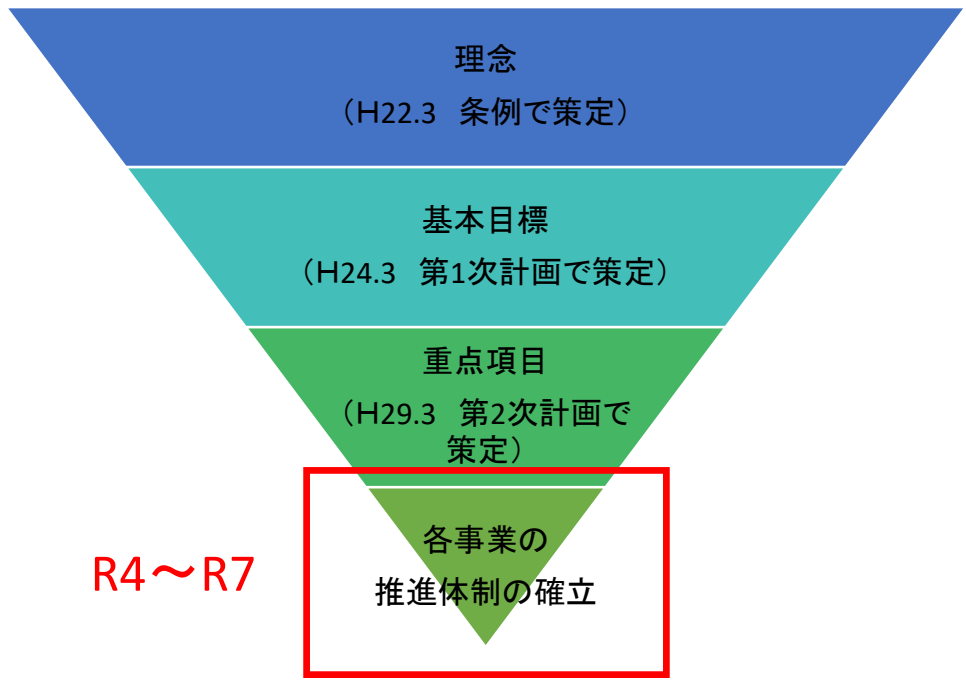 理念
（H22.3　条例で策定）
基本目標
（H24.3　第1次計画で策定）
重点項目
（H29.3　第2次計画で
策定）
各事業の
推進体制の確立
R4～R7